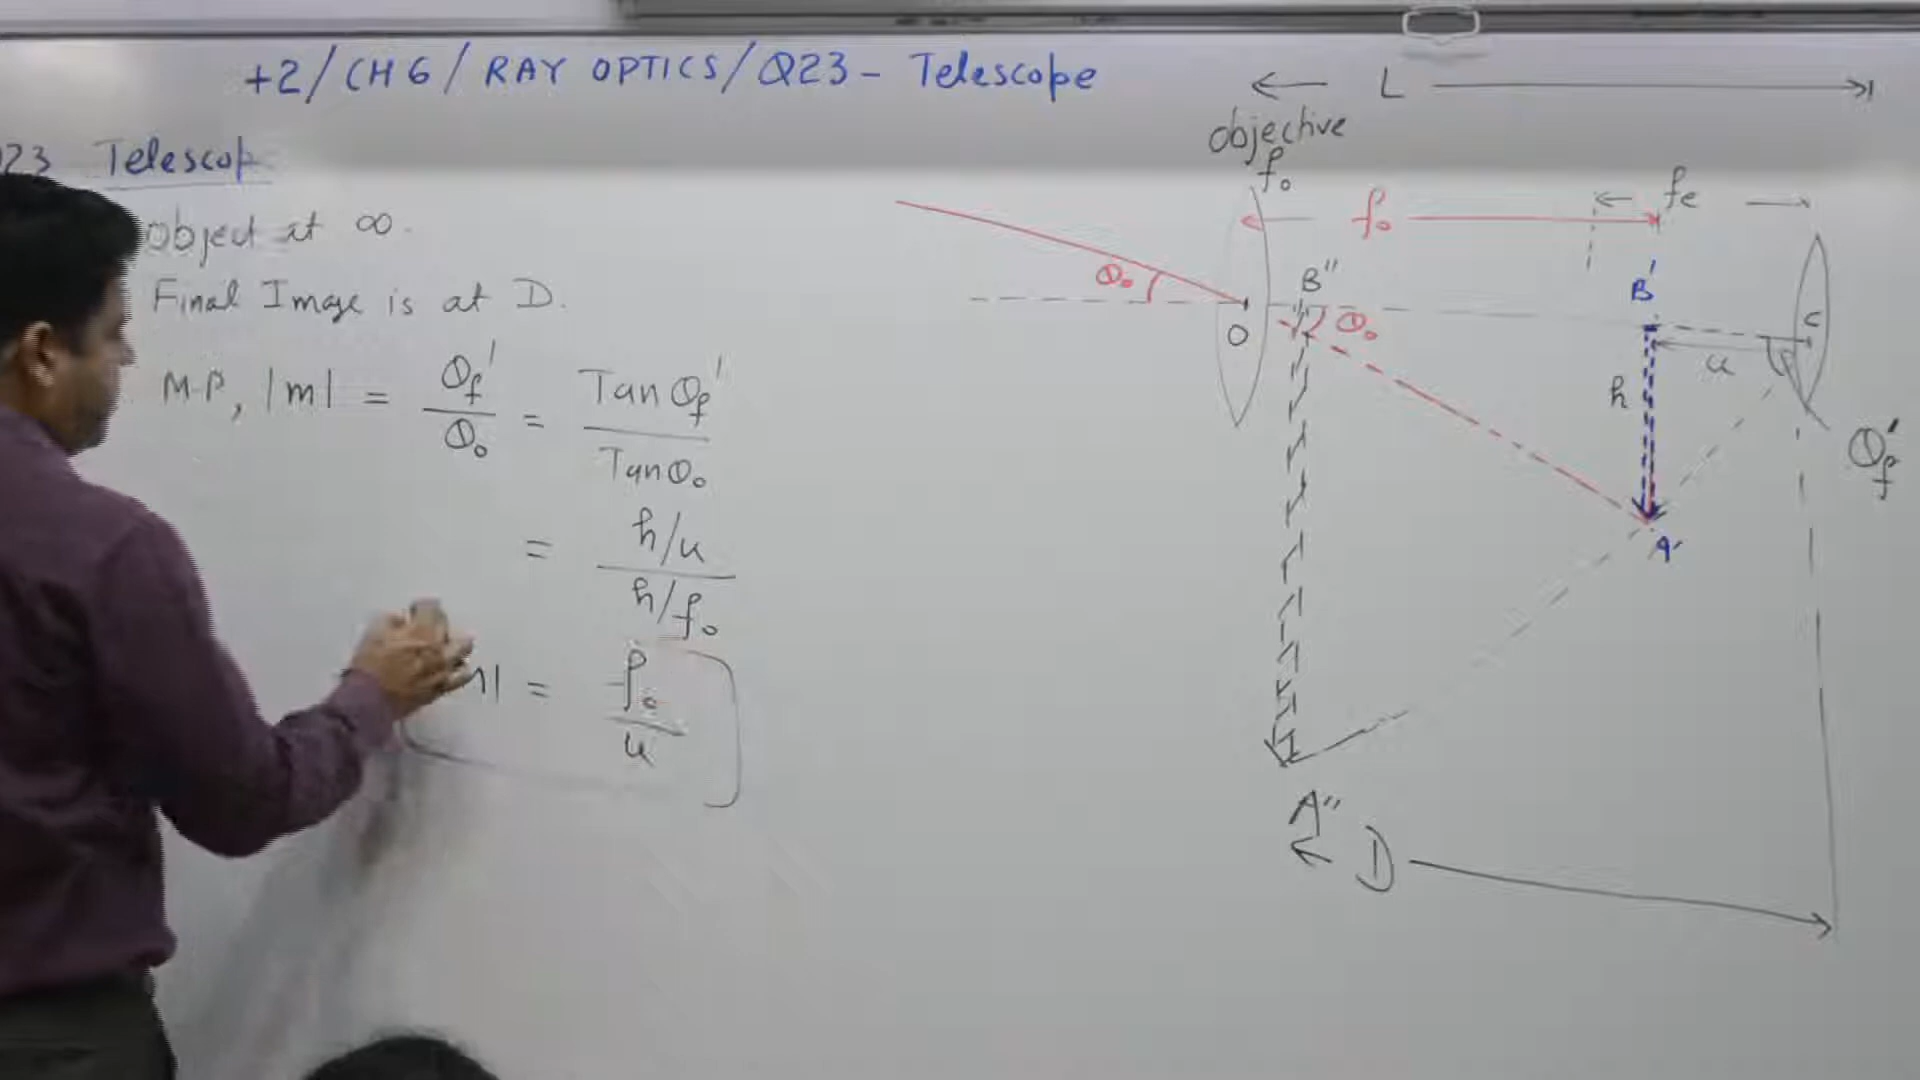 +2/CH6/RAY OPTICS/Q23- Telescope
← L →
objective
fo
Telescop
object at ∞.
Final Image is at D.
M.P, |m| = θf' / θo = Tan θf' / Tan θo
= h/u / h/fo
= fo / u
fo
fe
θo
B''
θo
B'
O
C
u
h
θf'
A'
A''
D